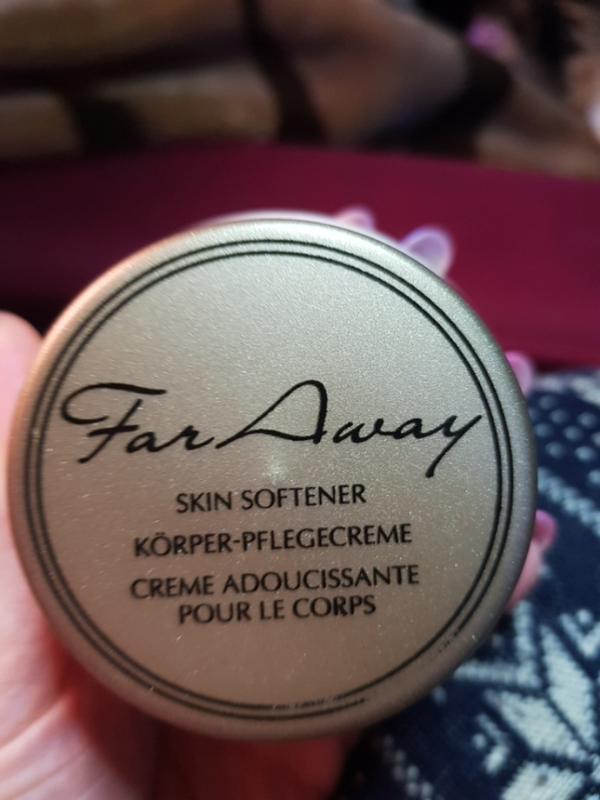 Far Away
SKIN SOFTENER
KÖRPER-PFLEGECREME
CREME ADOUCISSANTE
POUR LE CORPS